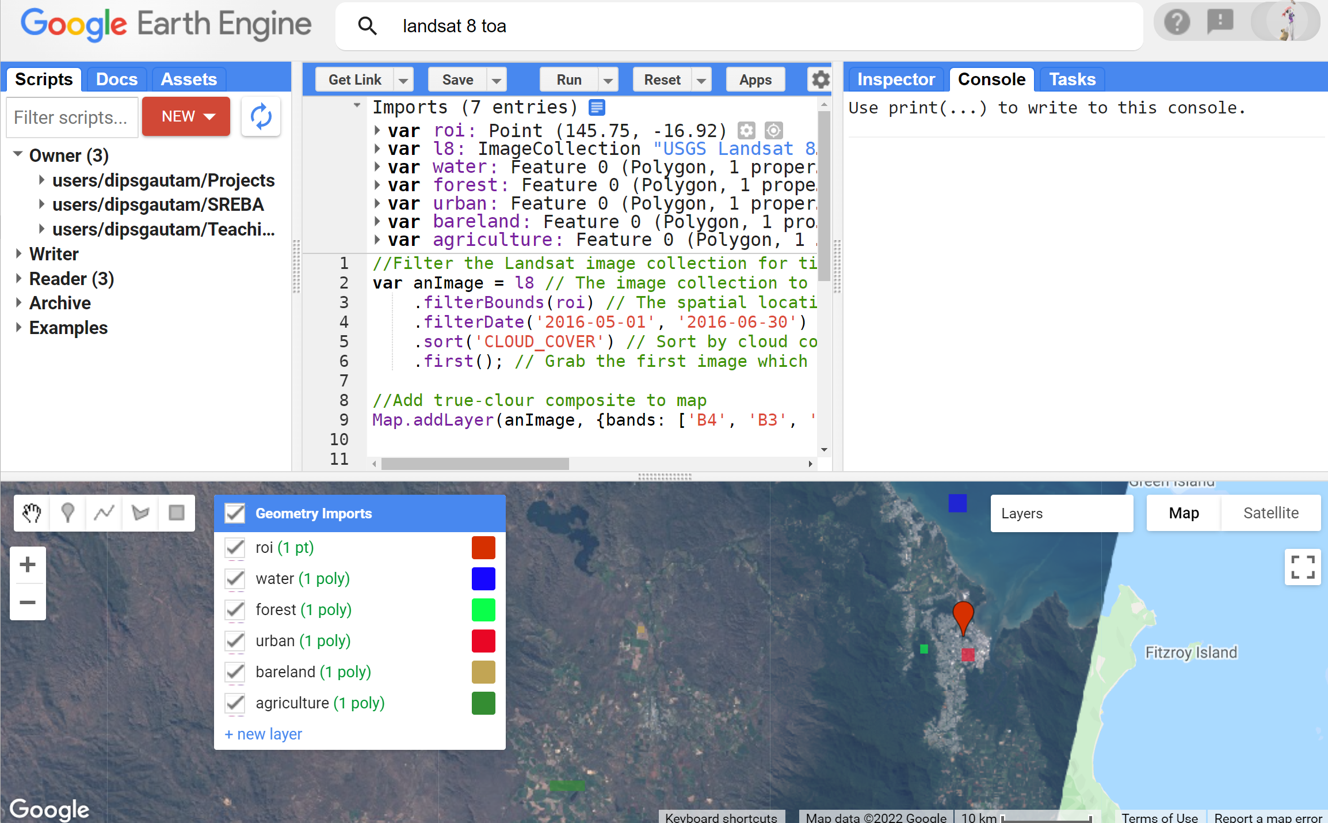 Google Earth Engine
landsat 8 toa
Scripts Docs Assets
Filter scripts... NEW
Owner (3)
users/dipsgautam/Projects
users/dipsgautam/SREBA
users/dipsgautam/Teachi...
Writer
Reader (3)
Archive
Examples
Get Link Save Run Reset Apps
Imports (7 entries)
var roi: Point (145.75, -16.92)
var l8: ImageCollection "USGS Landsat 8
var water: Feature 0 (Polygon, 1 proper
var forest: Feature 0 (Polygon, 1 prope
var urban: Feature 0 (Polygon, 1 proper
var bareland: Feature 0 (Polygon, 1 pro
var agriculture: Feature 0 (Polygon, 1
1 //Filter the Landsat image collection for ti
2 var anImage = l8 // The image collection to
3 .filterBounds(roi) // The spatial locati
4 .filterDate('2016-05-01', '2016-06-30')
5 .sort('CLOUD_COVER') // Sort by cloud co
6 .first(); // Grab the first image which
7
8 //Add true-clour composite to map
9 Map.addLayer(anImage, {bands: ['B4', 'B3', '
10
11
Inspector Console Tasks
Use print(...) to write to this console.
Geometry Imports
roi (1 pt)
water (1 poly)
forest (1 poly)
urban (1 poly)
bareland (1 poly)
agriculture (1 poly)
+ new layer
Green Island
Layers
Map Satellite
Fitzroy Island
Google
Keyboard shortcuts Map data ©2022 Google 10 km Terms of Use Report a map error